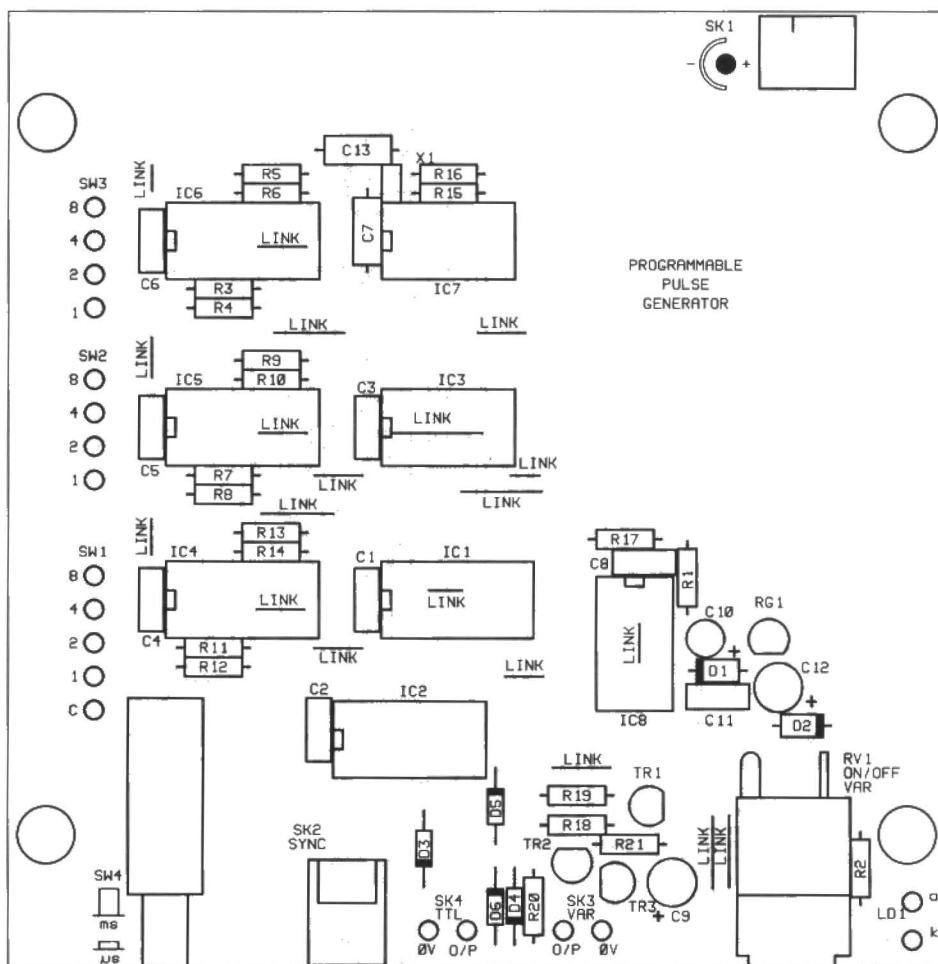 SK1
- +
C13
X1
LINK
R5
R16
SW3
IC6
R6
R15
8
C7
4
LINK
2
C6
R3
IC7
1
R4
PROGRAMMABLE
PULSE
GENERATOR
LINK
LINK
LINK
SW2
R9
IC5
R10
C3
IC3
8
4
LINK
LINK
2
C5
R7
LINK
1
R8
LINK
LINK
LINK
LINK
R13
R17
SW1
IC4
R14
C1
IC1
C8
R1
8
LINK
4
LINK
C10
RG1
2
C4
R11
LINK
LINK
+
1
R12
LINK
D1
C12
C2
IC2
+
C
IC8
C11
D2
LINK
TR1
RV1
ON/OFF
VAR
D5
R19
SK2
SYNC
D3
R18
TR2
R21
LINK
LINK
R2
SW4
SK4
TTL
D6
D4
R20
SK3
VAR
TR3
+
C9
LD1
a
ms
0V
O/P
O/P
0V
k
µs